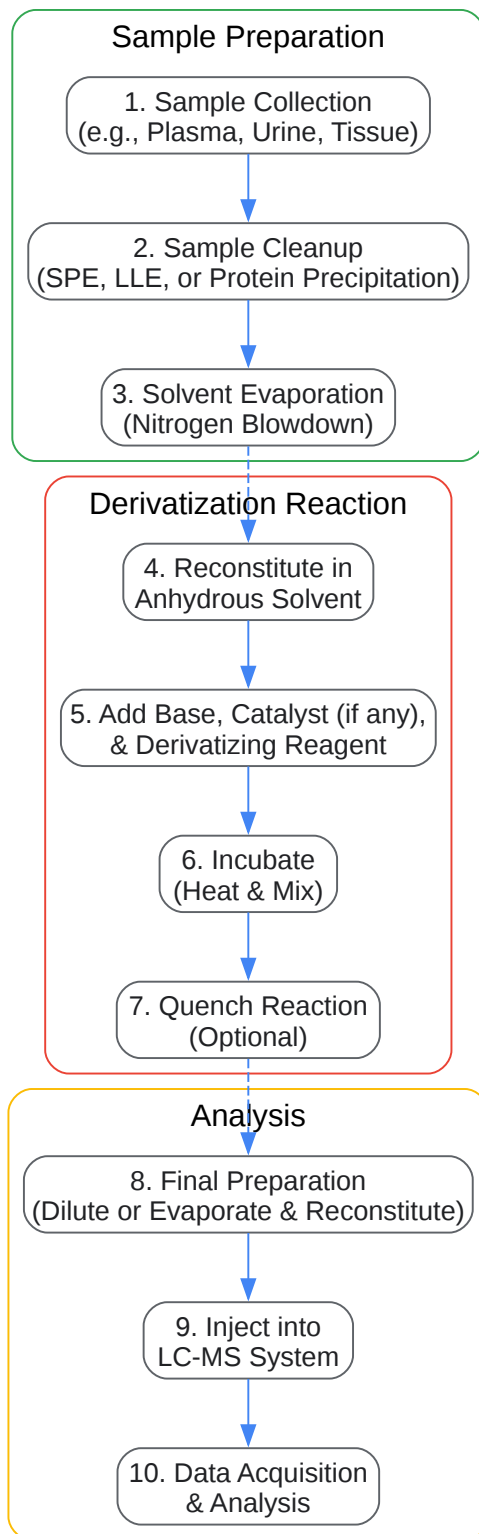 Sample Preparation
1. Sample Collection
(e.g., Plasma, Urine, Tissue)
2. Sample Cleanup
(SPE, LLE, or Protein Precipitation)
3. Solvent Evaporation
(Nitrogen Blowdown)
Derivatization Reaction
4. Reconstitute in
Anhydrous Solvent
5. Add Base, Catalyst (if any),
& Derivatizing Reagent
6. Incubate
(Heat & Mix)
7. Quench Reaction
(Optional)
Analysis
8. Final Preparation
(Dilute or Evaporate & Reconstitute)
9. Inject into
LC-MS System
10. Data Acquisition
& Analysis